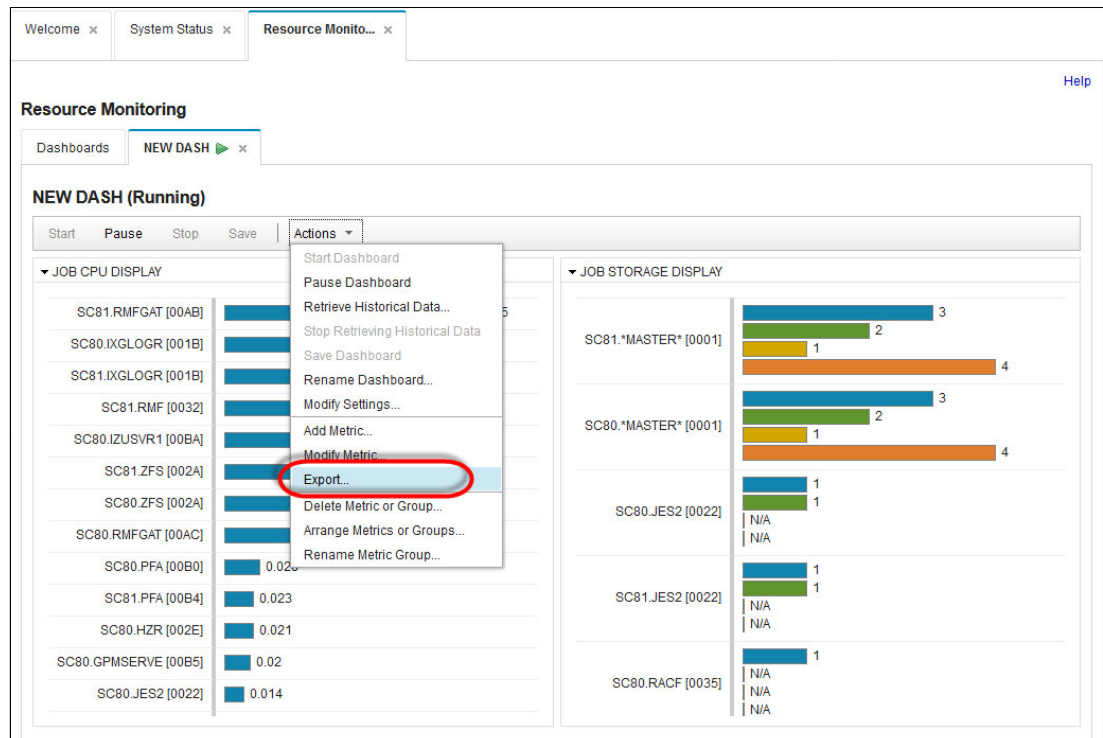 Welcome × System Status × Resource Monito... ×
Help
Resource Monitoring
Dashboards NEW DASH ×
NEW DASH (Running)
Start Pause Stop Save Actions
Start Dashboard
Pause Dashboard
Retrieve Historical Data...
Stop Retrieving Historical Data
Save Dashboard
Rename Dashboard...
Modify Settings...
Add Metric...
Modify Metric...
Export...
Delete Metric or Group...
Arrange Metrics or Groups...
Rename Metric Group...
JOB CPU DISPLAY
SC81.RMFGAT [00AB] 5
SC80.IXGLOGR [001B]
SC81.IXGLOGR [001B]
SC81.RMF [0032]
SC80.IZUSVR1 [00BA]
SC81.ZFS [002A]
SC80.ZFS [002A]
SC80.RMFGAT [00AC]
SC80.PFA [00B0]
SC81.PFA [00B4] 0.023
SC80.HZR [002E] 0.021
SC80.GPMSERVE [00B5] 0.02
SC80.JES2 [0022] 0.014
JOB STORAGE DISPLAY
SC81.*MASTER* [0001]
3
2
1
4
SC80.*MASTER* [0001]
3
2
1
4
SC80.JES2 [0022]
1
1
N/A
N/A
SC81.JES2 [0022]
1
1
N/A
N/A
SC80.RACF [0035]
1
N/A
N/A
N/A